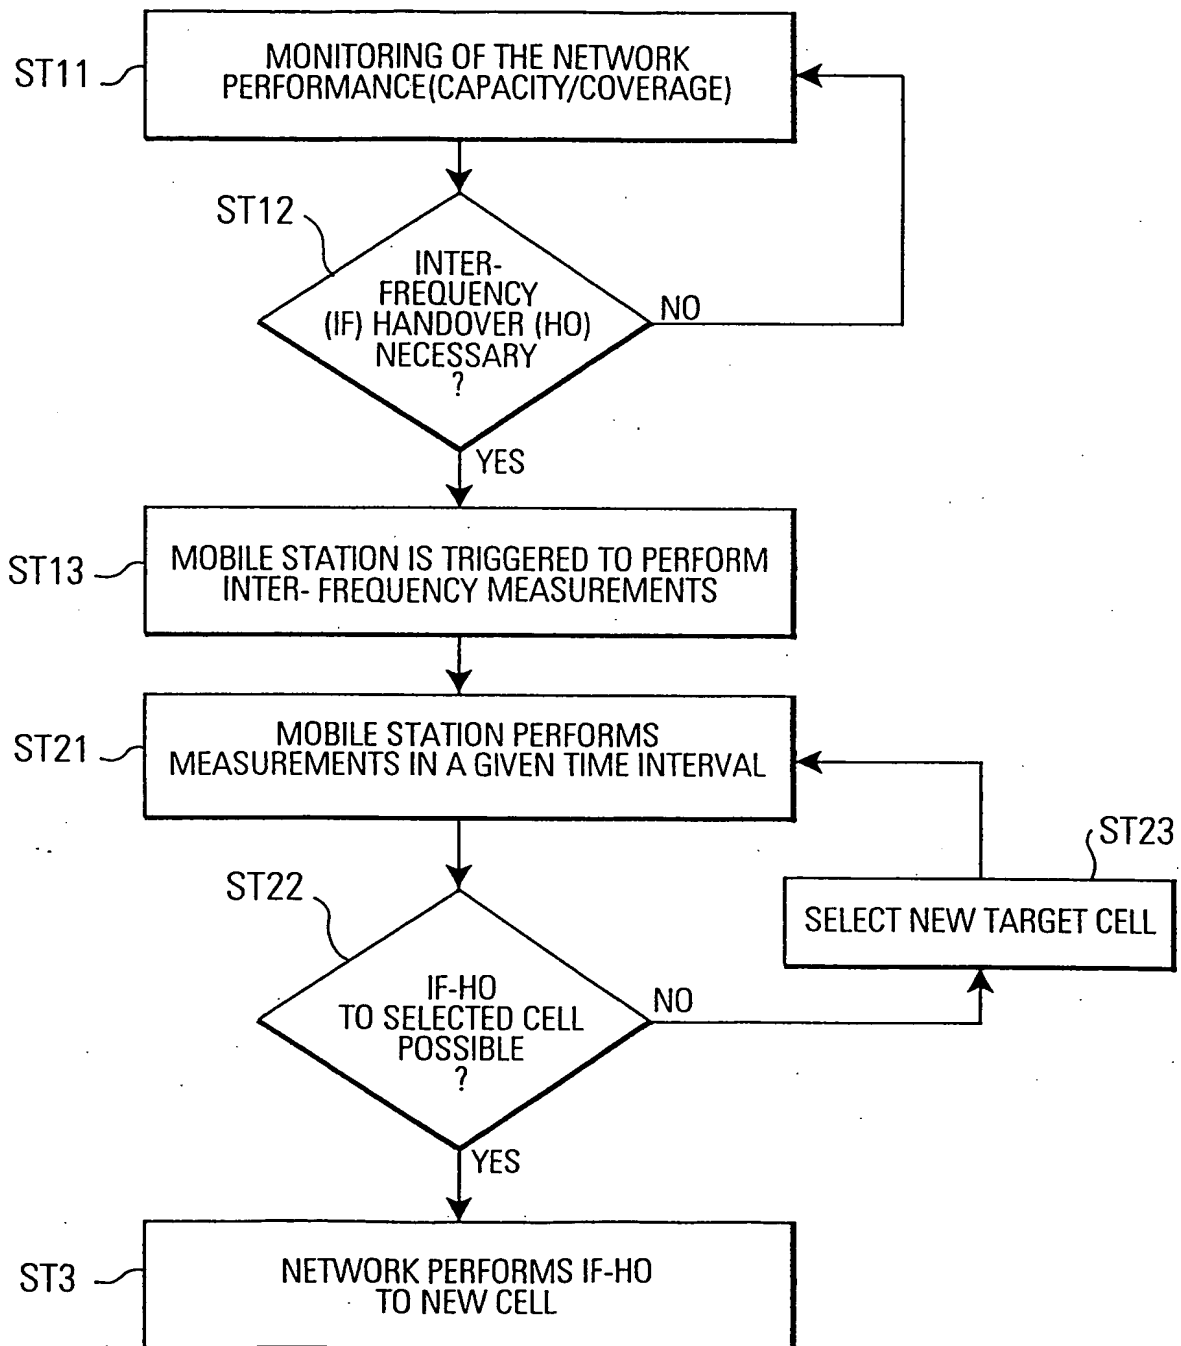 ST11
MONITORING OF THE NETWORK
PERFORMANCE(CAPACITY/COVERAGE)
ST12
INTER-
FREQUENCY
(IF) HANDOVER (HO)
NECESSARY
?
NO
YES
ST13
MOBILE STATION IS TRIGGERED TO PERFORM
INTER- FREQUENCY MEASUREMENTS
ST21
MOBILE STATION PERFORMS
MEASUREMENTS IN A GIVEN TIME INTERVAL
ST23
SELECT NEW TARGET CELL
ST22
IF-HO
TO SELECTED CELL
POSSIBLE
?
NO
YES
ST3
NETWORK PERFORMS IF-HO
TO NEW CELL